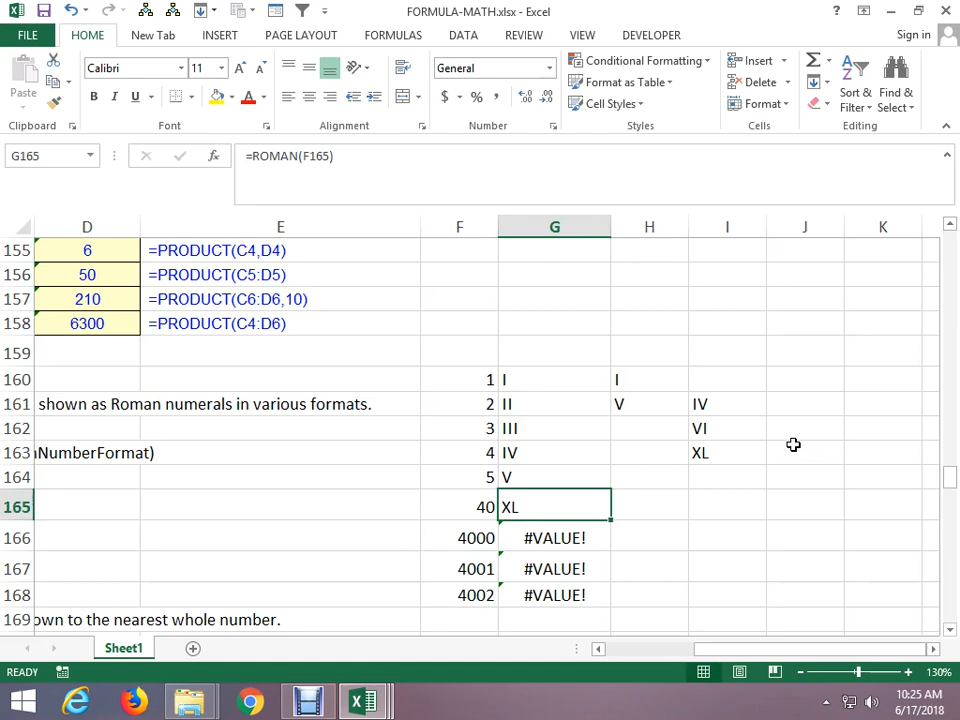 FORMULA-MATH.xlsx - Excel
FILE HOME New Tab INSERT PAGE LAYOUT FORMULAS DATA REVIEW VIEW DEVELOPER Sign in
Paste Calibri 11 General Conditional Formatting Insert
Format as Table Delete Sort & Find &
B I U $ % , Cell Styles Format Filter Select
Clipboard Font Alignment Number Styles Cells Editing
G165 fx =ROMAN(F165)
D E F G H I J K
155 6 =PRODUCT(C4,D4)
156 50 =PRODUCT(C5:D5)
157 210 =PRODUCT(C6:D6,10)
158 6300 =PRODUCT(C4:D6)
159
160 1 I I
161 shown as Roman numerals in various formats. 2 II V IV
162 3 III VI
163 nNumberFormat) 4 IV XL
164 5 V
165 40 XL
166 4000 #VALUE!
167 4001 #VALUE!
168 4002 #VALUE!
169 own to the nearest whole number.
Sheet1
READY 130%
10:25 AM
6/17/2018